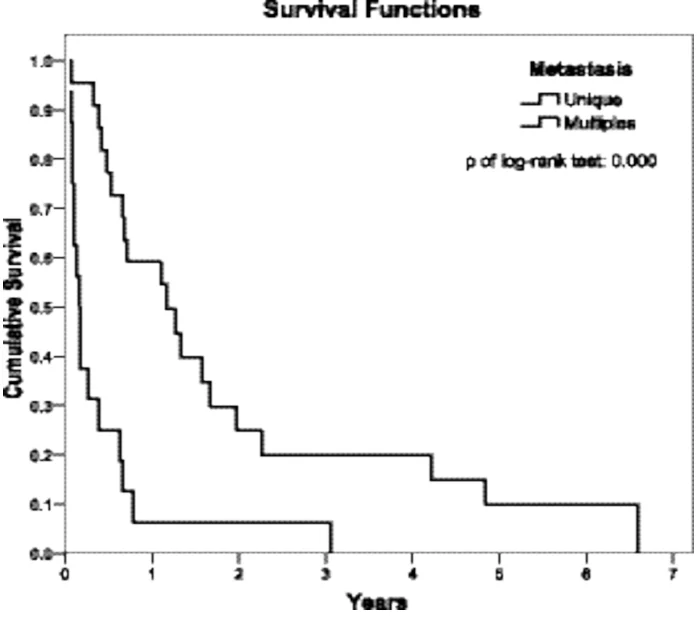 Survival Functions
Metastasis
Unique
Multiples
p of log-rank test: 0.000
Cumulative Survival
1.0
0.9
0.8
0.7
0.6
0.5
0.4
0.3
0.2
0.1
0.0
0 1 2 3 4 5 6 7
Years